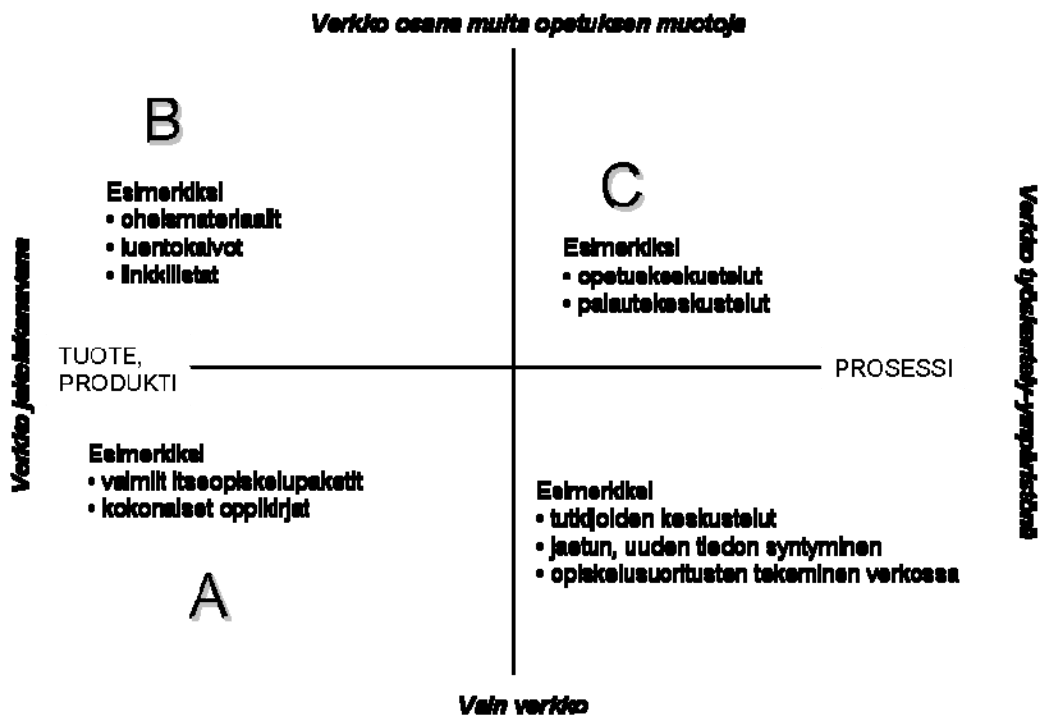 Verkko osana muita opetuksen muotoja
B
Esimerkiksi
• oheismateriaalit
• luentokalvot
• linkkilistat
C
Esimerkiksi
• opetuskeskustelut
• palautekeskustelut
Verkko jakelukanavana
Verkko työskentely-ympäristönä
TUOTE,
PRODUKTI
PROSESSI
Esimerkiksi
• valmiit itseopiskelupaketit
• kokonaiset oppikirjat
A
Esimerkiksi
• tutkijoiden keskustelut
• jaetun, uuden tiedon syntyminen
• opiskelusuoritusten tekeminen verkossa
Vain verkko